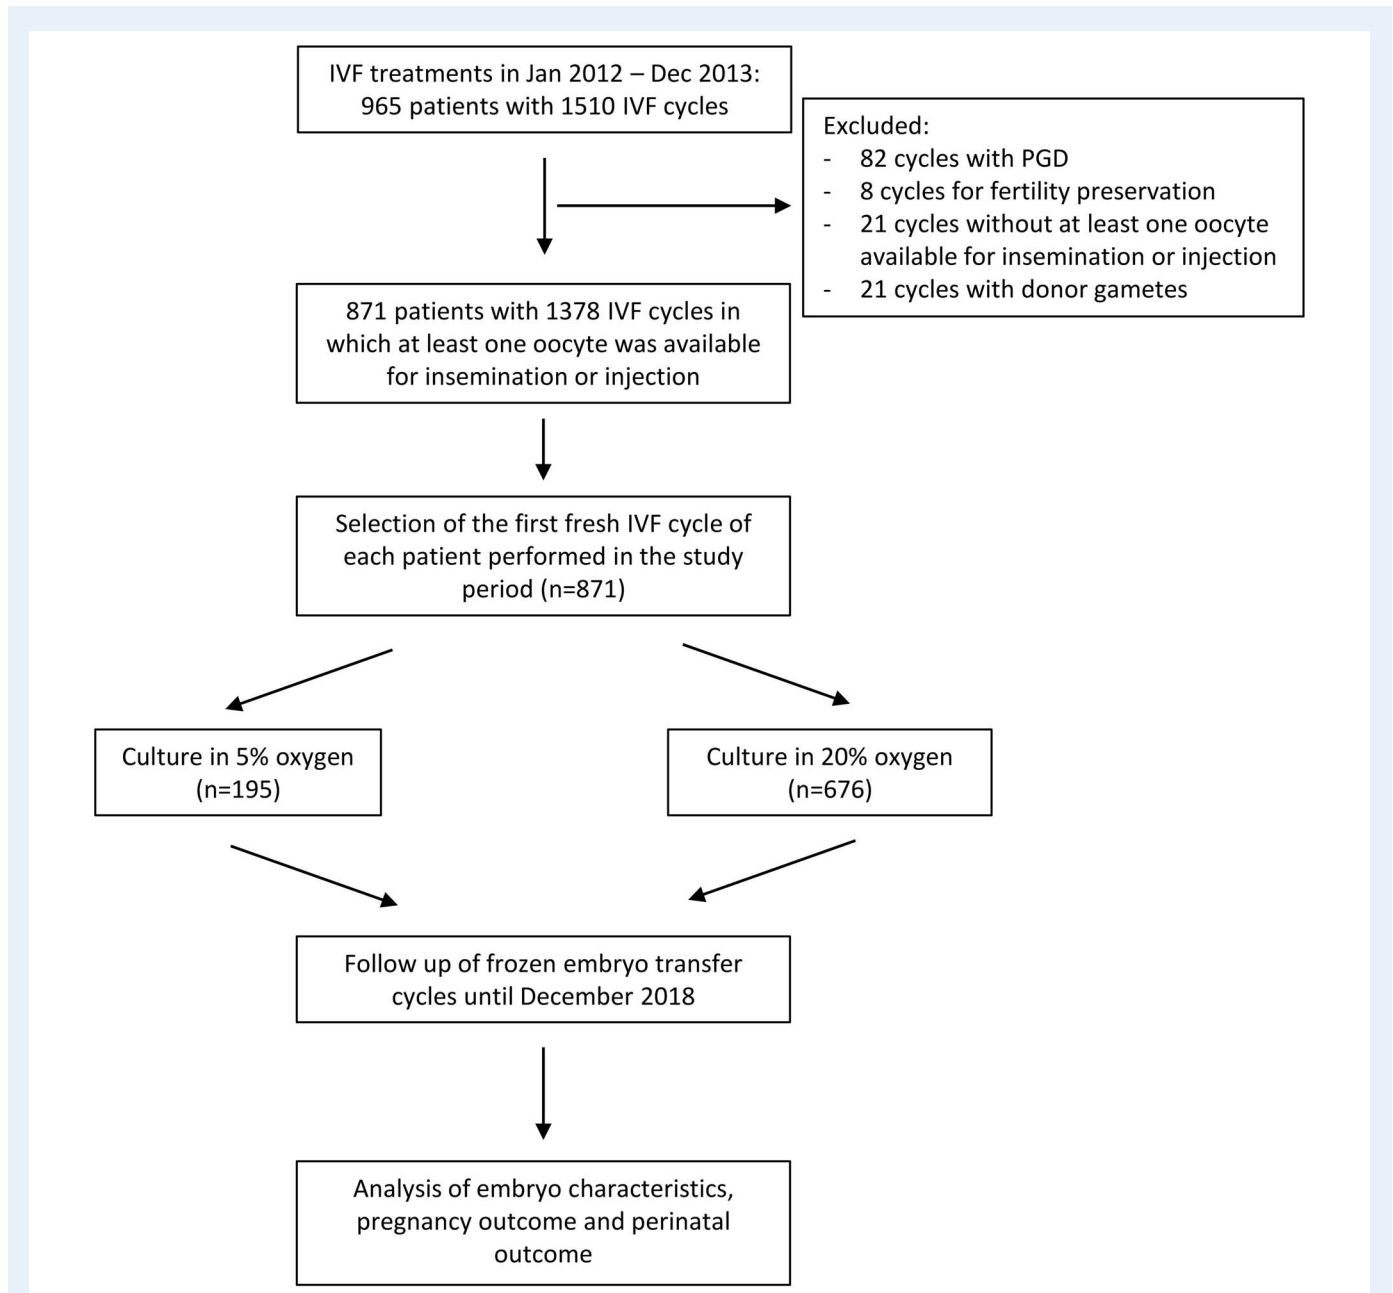 IVF treatments in Jan 2012 – Dec 2013:
965 patients with 1510 IVF cycles
Excluded:
- 82 cycles with PGD
- 8 cycles for fertility preservation
- 21 cycles without at least one oocyte
available for insemination or injection
- 21 cycles with donor gametes
871 patients with 1378 IVF cycles in
which at least one oocyte was available
for insemination or injection
Selection of the first fresh IVF cycle of
each patient performed in the study
period (n=871)
Culture in 5% oxygen
(n=195)
Culture in 20% oxygen
(n=676)
Follow up of frozen embryo transfer
cycles until December 2018
Analysis of embryo characteristics,
pregnancy outcome and perinatal
outcome